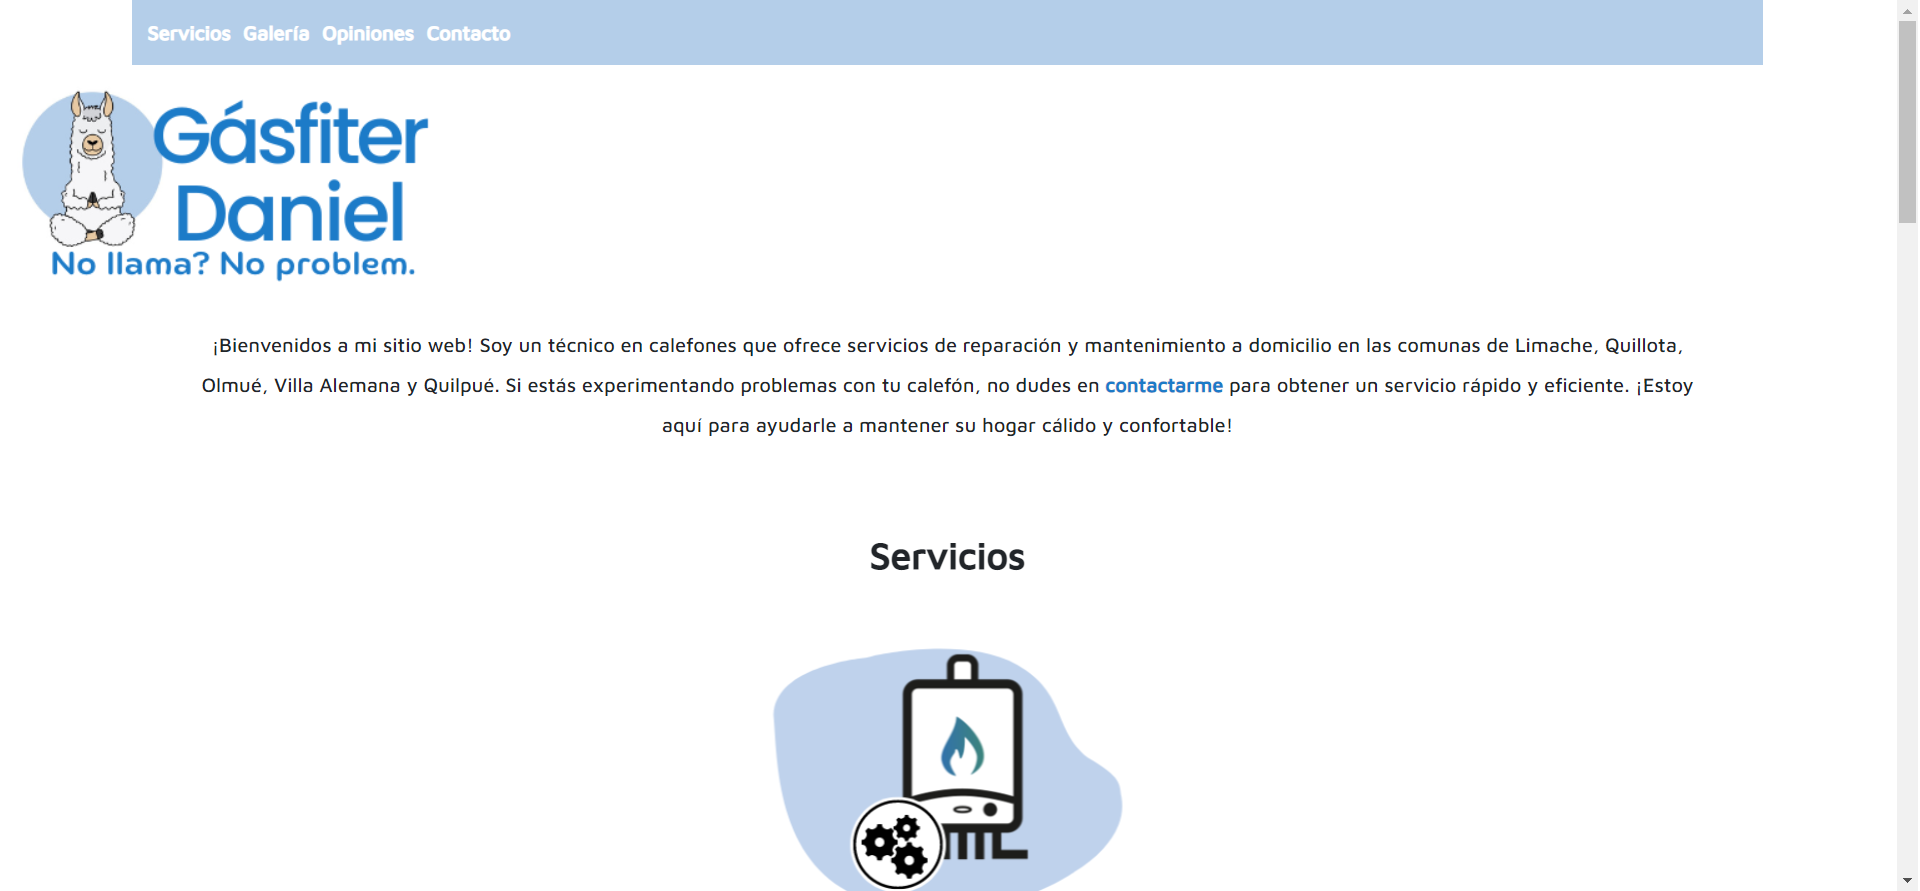 Servicios Galería Opiniones Contacto
Gásfiter
Daniel
No llama? No problem.
¡Bienvenidos a mi sitio web! Soy un técnico en calefones que ofrece servicios de reparación y mantenimiento a domicilio en las comunas de Limache, Quillota,
Olmué, Villa Alemana y Quilpué. Si estás experimentando problemas con tu calefón, no dudes en contactarme para obtener un servicio rápido y eficiente. ¡Estoy
aquí para ayudarle a mantener su hogar cálido y confortable!
Servicios